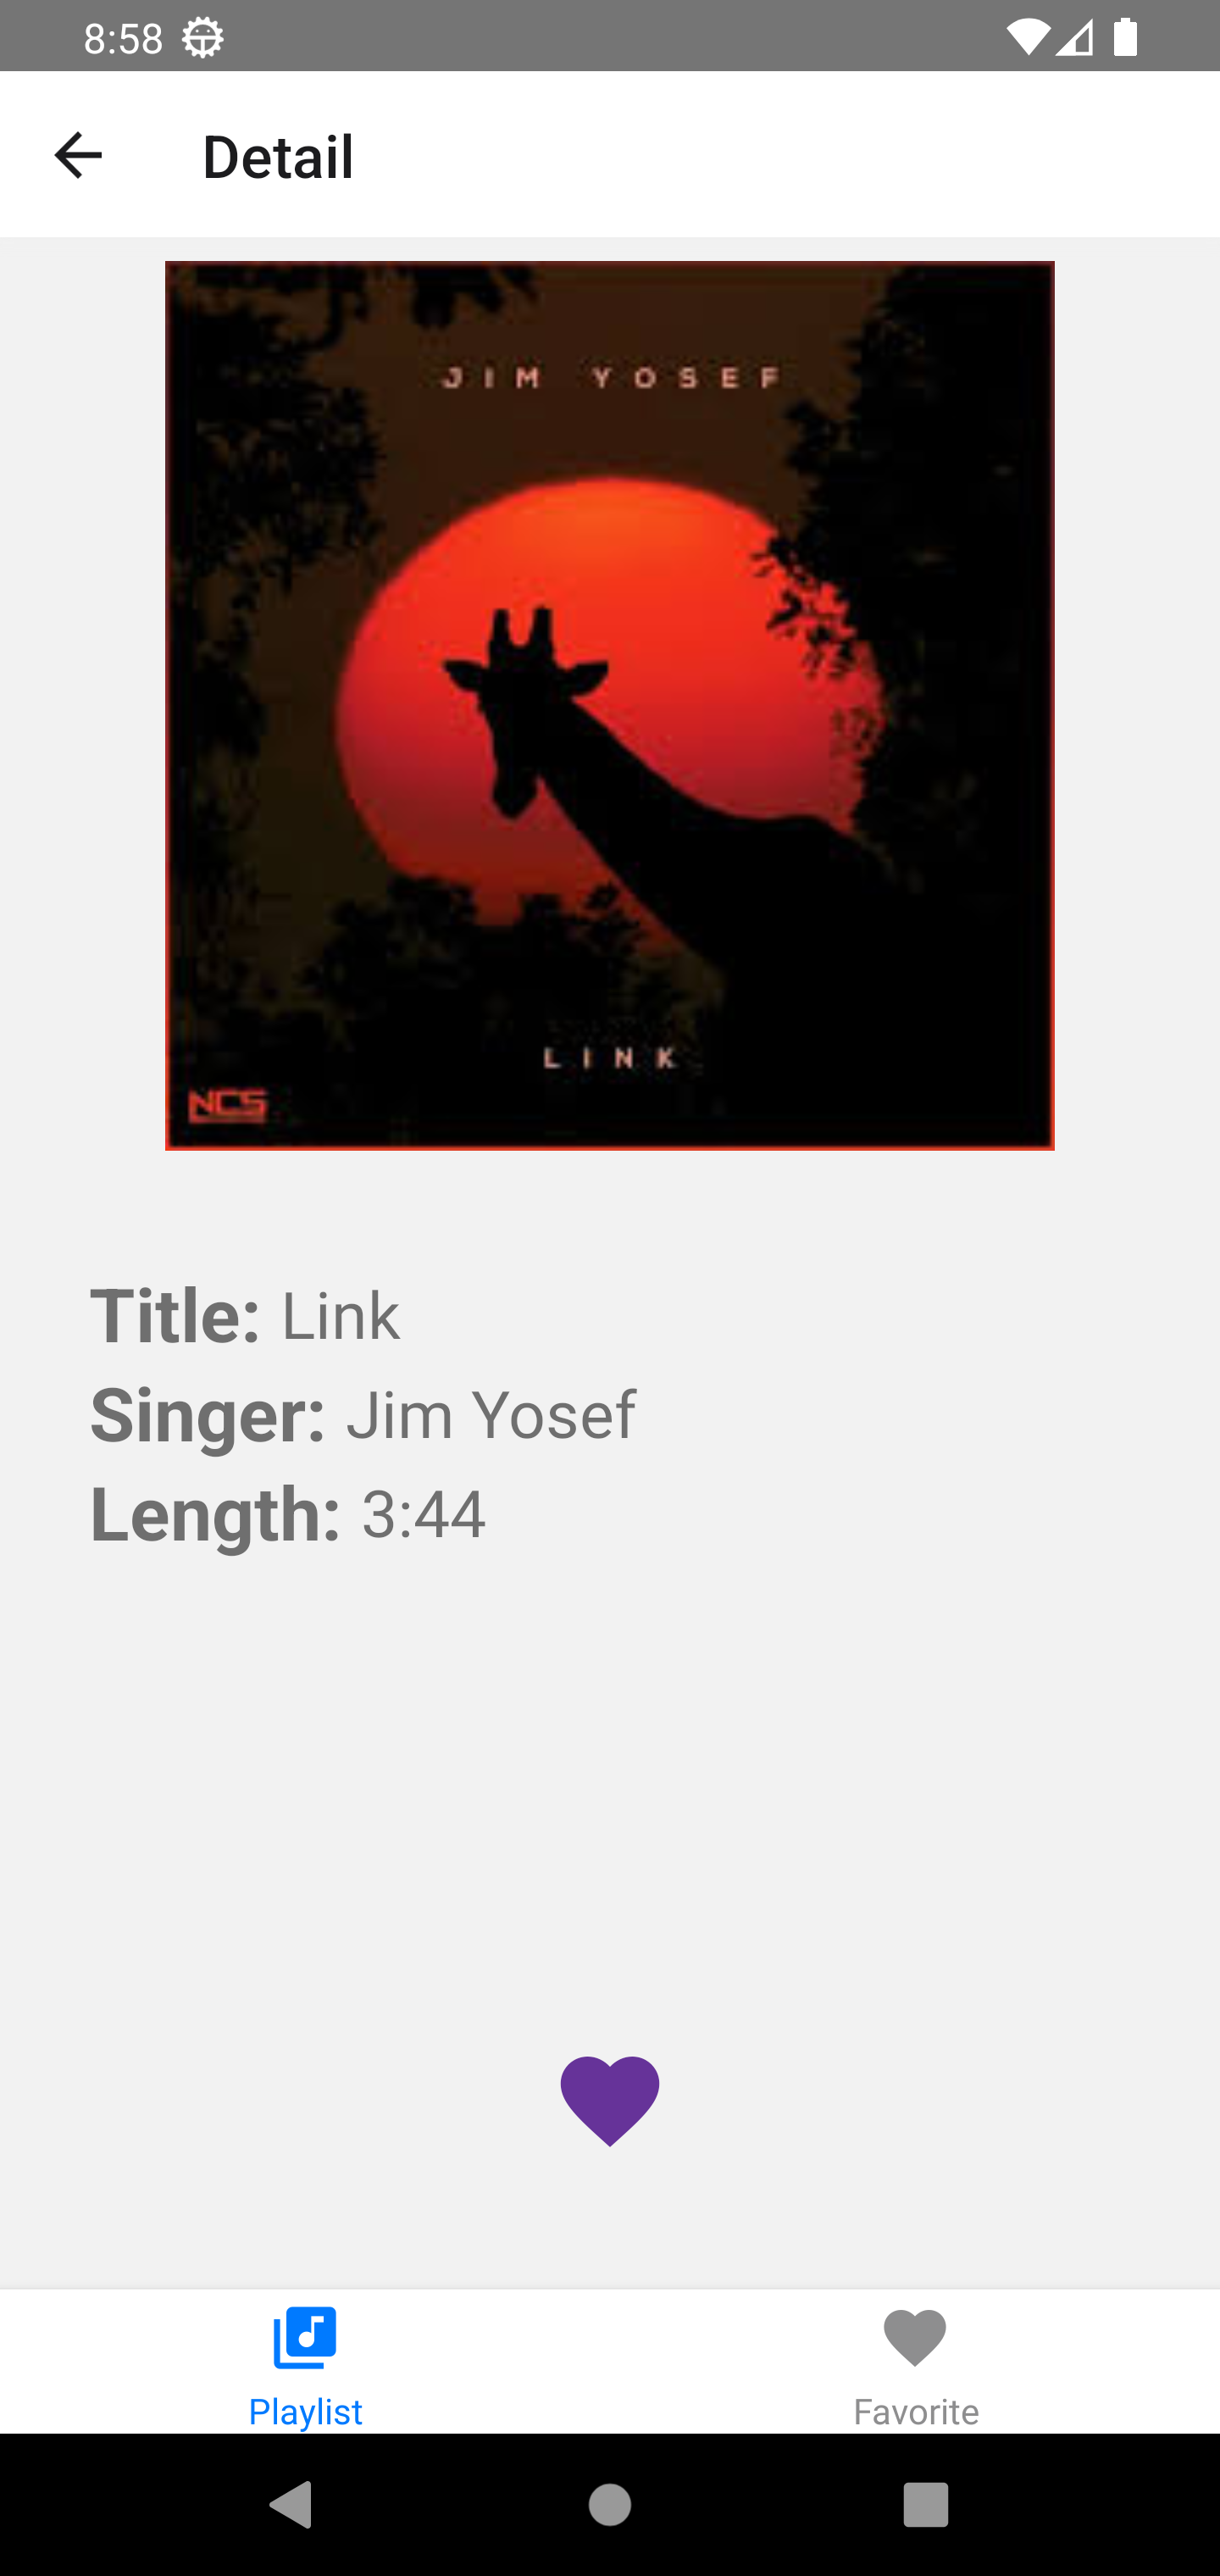 8:58
Detail
JIM YOSEF
LINK
NCS
Title: Link
Singer: Jim Yosef
Length: 3:44
Playlist
Favorite